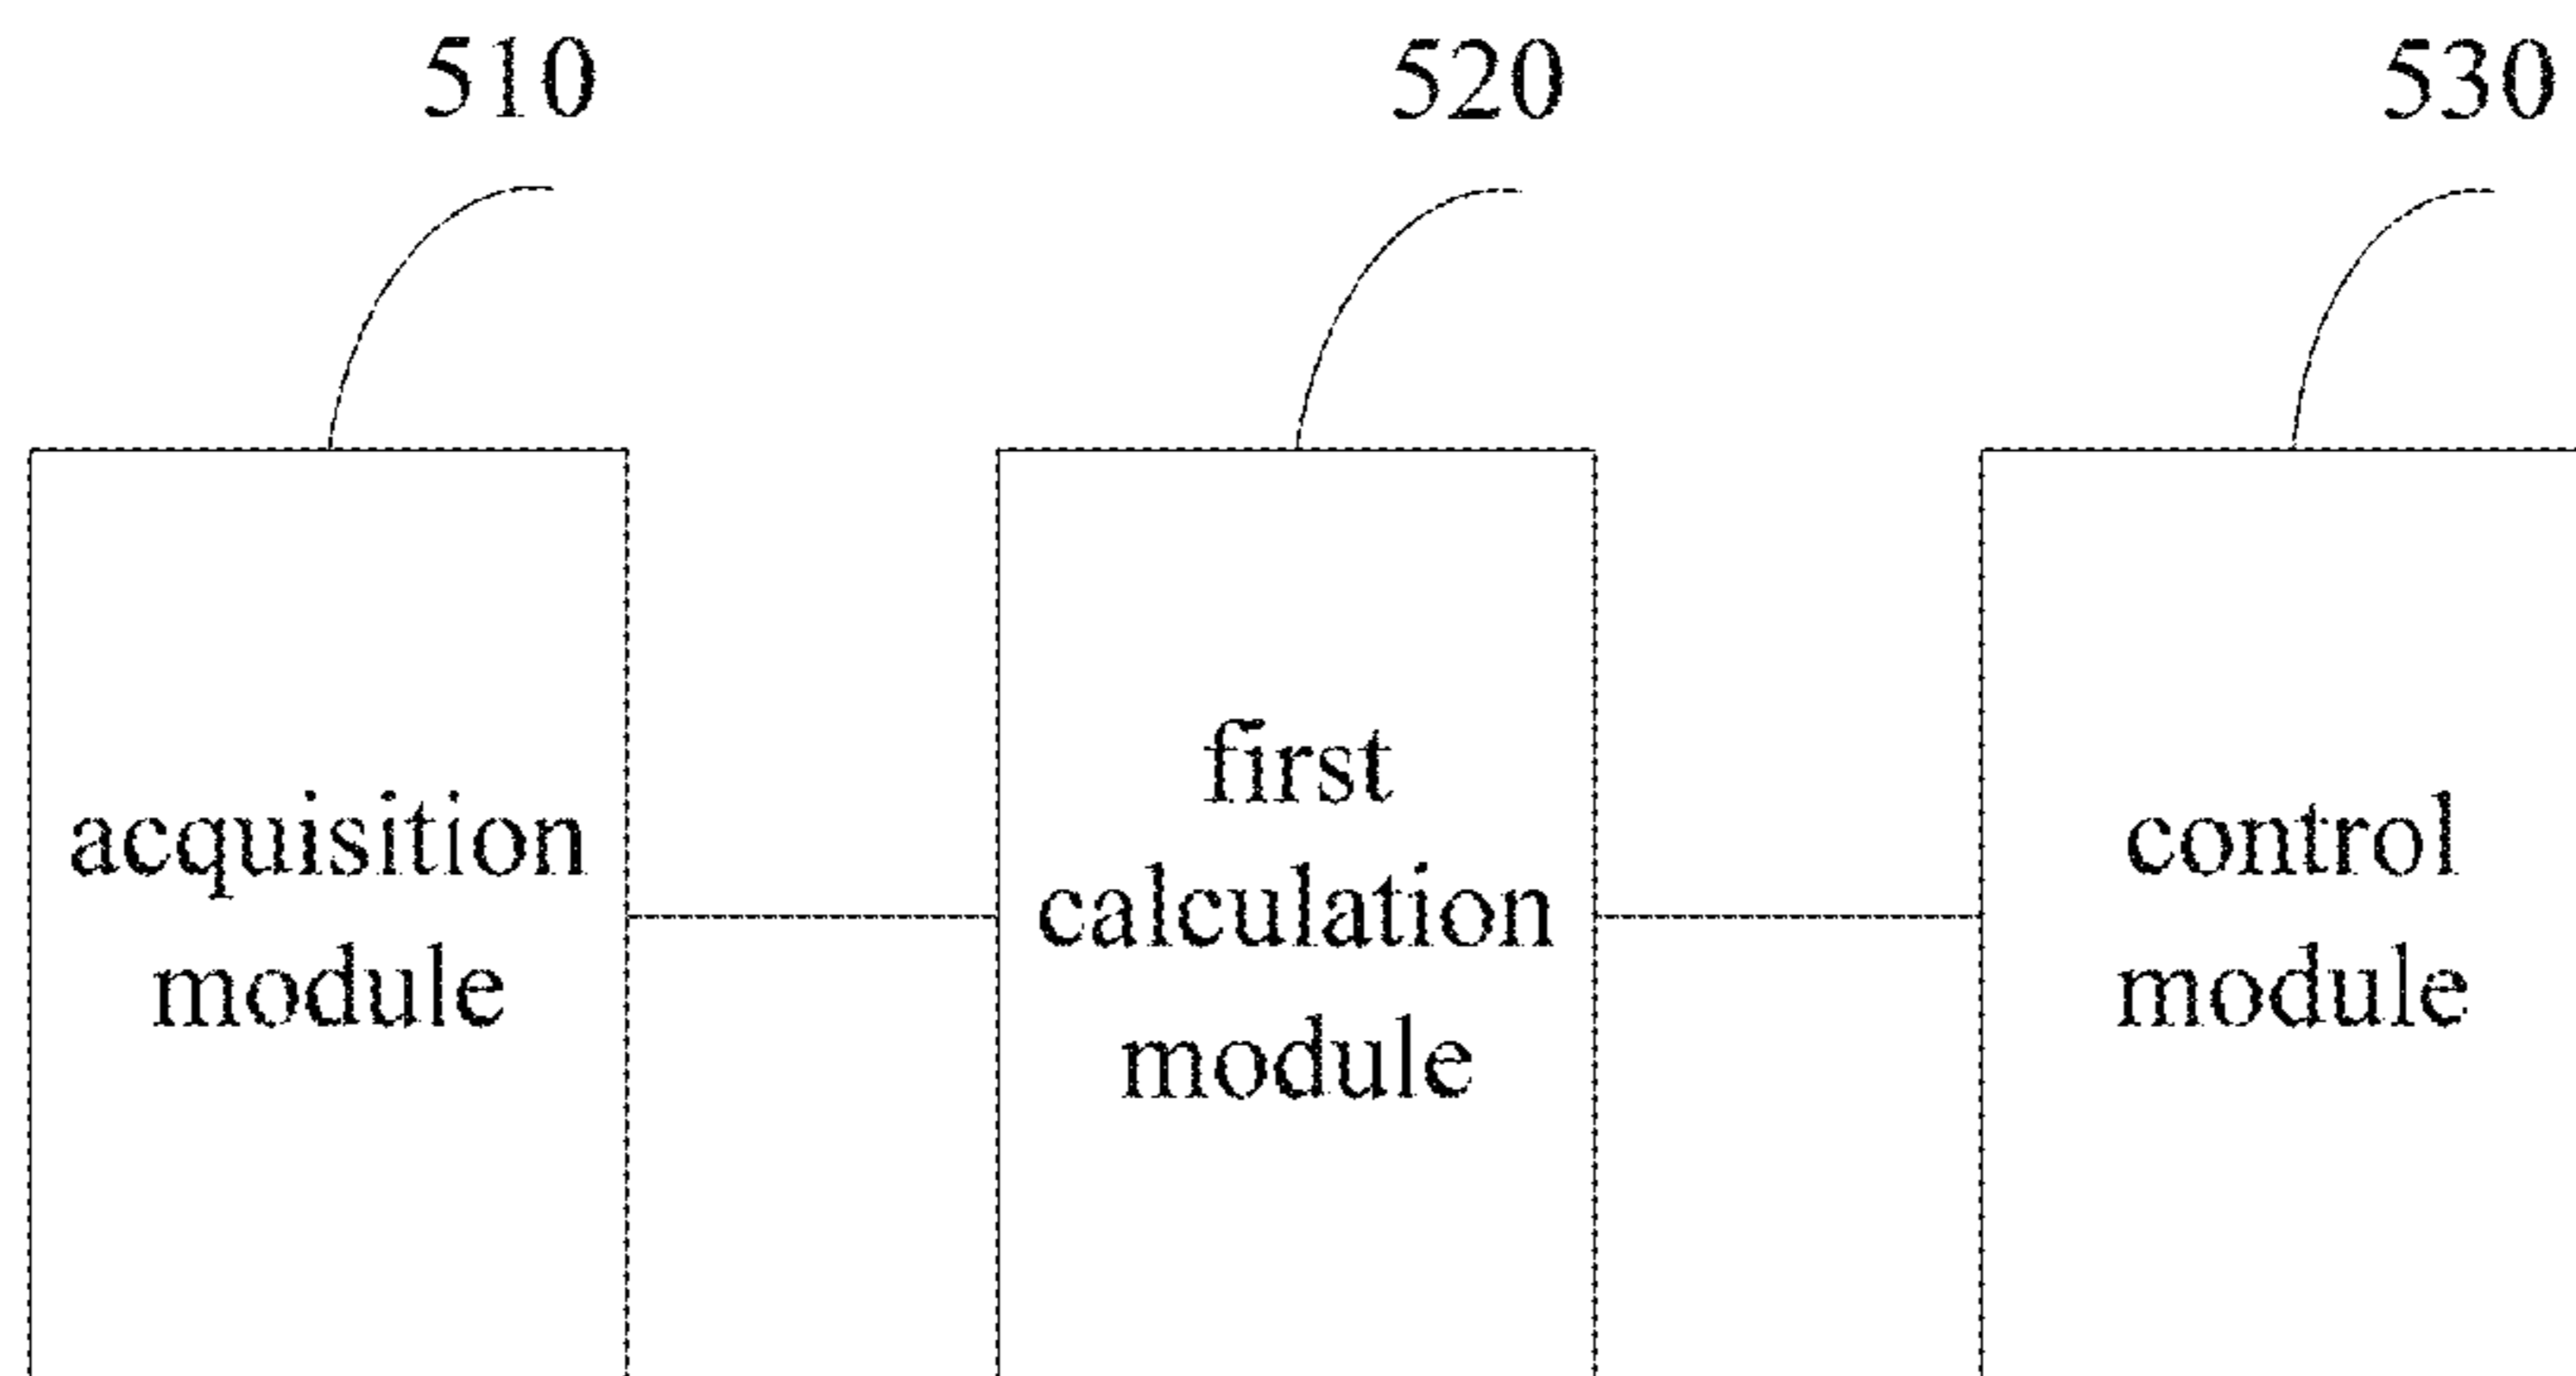 510
520
530
acquisition
module
first
calculation
module
control
module